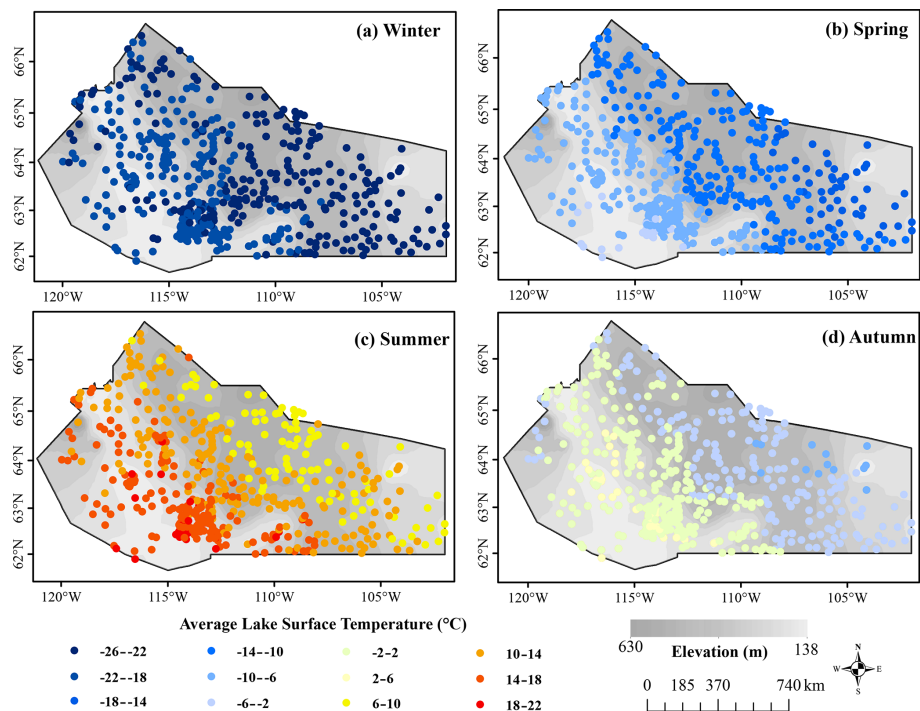 (a) Winter
(b) Spring
66°N
65°N
64°N
63°N
62°N
66°N
65°N
64°N
63°N
62°N
120°W
115°W
110°W
105°W
120°W
115°W
110°W
105°W
(c) Summer
(d) Autumn
66°N
65°N
64°N
63°N
62°N
66°N
65°N
64°N
63°N
62°N
120°W
115°W
110°W
105°W
120°W
115°W
110°W
105°W
Average Lake Surface Temperature (°C)
-26--22
-22--18
-18--14
-14--10
-10--6
-6--2
-2-2
2-6
6-10
10-14
14-18
18-22
630
Elevation (m)
138
0 185 370 740 km
N
W
E
S